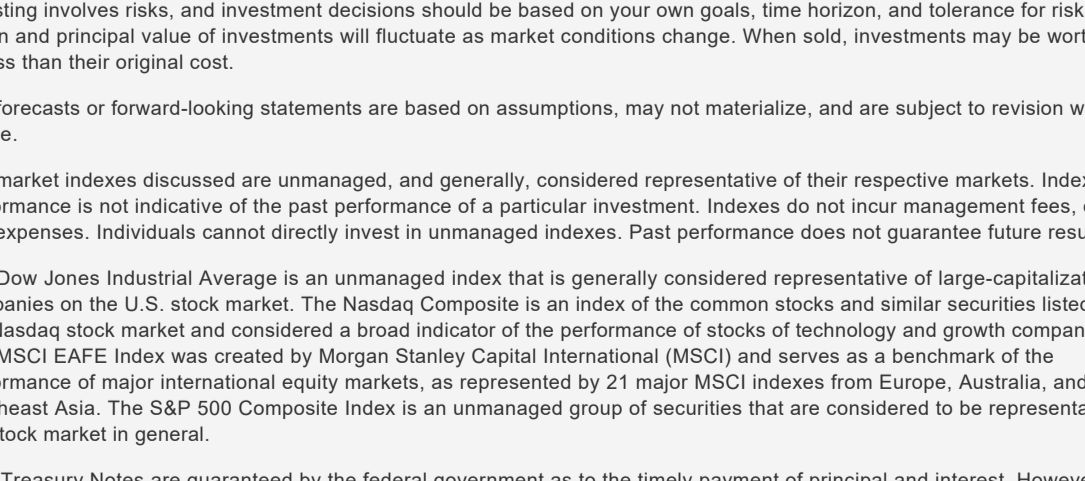 sting involves risks, and investment decisions should be based on your own goals, time horizon, and tolerance for risk
n and principal value of investments will fluctuate as market conditions change. When sold, investments may be wort
ss than their original cost.
forecasts or forward-looking statements are based on assumptions, may not materialize, and are subject to revision w
e.
market indexes discussed are unmanaged, and generally, considered representative of their respective markets. Index
ormance is not indicative of the past performance of a particular investment. Indexes do not incur management fees,
expenses. Individuals cannot directly invest in unmanaged indexes. Past performance does not guarantee future resu
Dow Jones Industrial Average is an unmanaged index that is generally considered representative of large-capitalizat
panies on the U.S. stock market. The Nasdaq Composite is an index of the common stocks and similar securities listed
Nasdaq stock market and considered a broad indicator of the performance of stocks of technology and growth compan
MSCI EAFE Index was created by Morgan Stanley Capital International (MSCI) and serves as a benchmark of the
ormance of major international equity markets, as represented by 21 major MSCI indexes from Europe, Australia, and
heast Asia. The S&P 500 Composite Index is an unmanaged group of securities that are considered to be representa
tock market in general.
Treasury Notes are guaranteed by the federal government as to the timely payment of principal and interest. Howeve